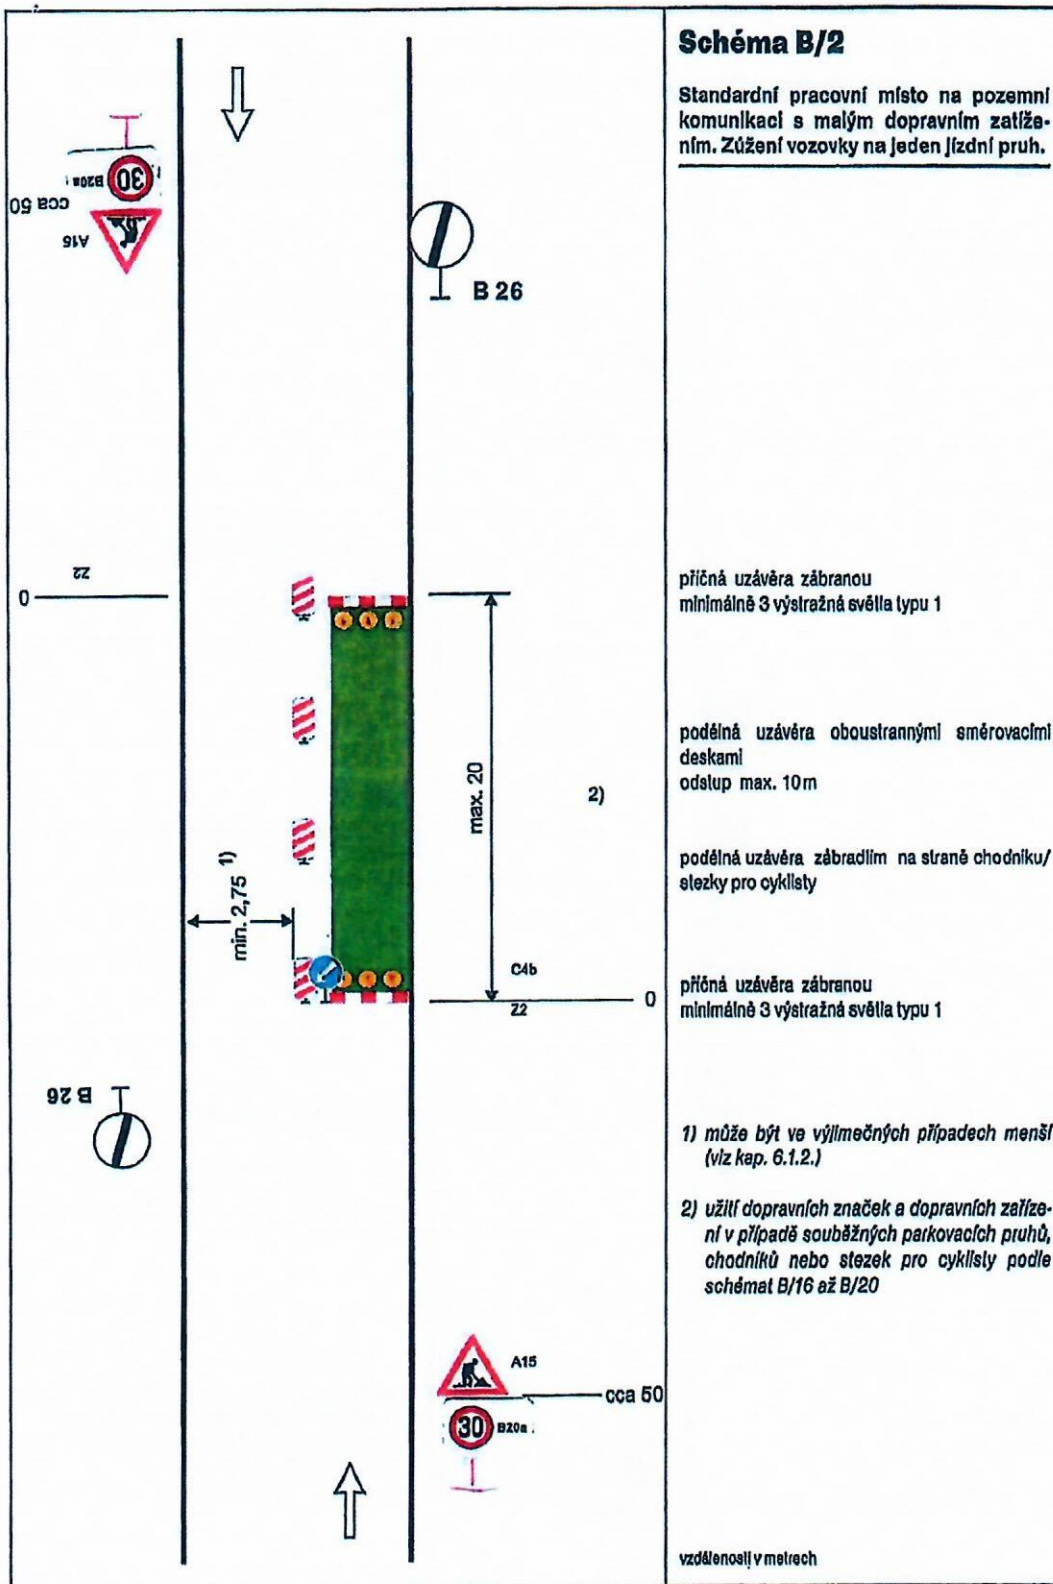 Schéma B/2
Standardní pracovní místo na pozemní
komunikaci s malým dopravním zatíže-
ním. Zúžení vozovky na jeden jízdní pruh.
30
B20a
cca 50
A15
B 26
Z2
0
příčná uzávěra zábranou
minimálně 3 výstražná světla typu 1
podélná uzávěra oboustrannými směrovacími
deskami
odstup max. 10m
max. 20
2)
podélná uzávěra zábradlím na straně chodníku/
stezky pro cyklisty
min. 2,75 1)
C4b
Z2
0
příčná uzávěra zábranou
minimálně 3 výstražná světla typu 1
B 26
1) může být ve výjimečných případech menší
(viz kap. 6.1.2.)
2) užití dopravních značek a dopravních zaříze-
ní v případě souběžných parkovacích pruhů,
chodníků nebo stezek pro cyklisty podle
schémat B/16 až B/20
A15
cca 50
30
B20a
vzdálenosti v metrech